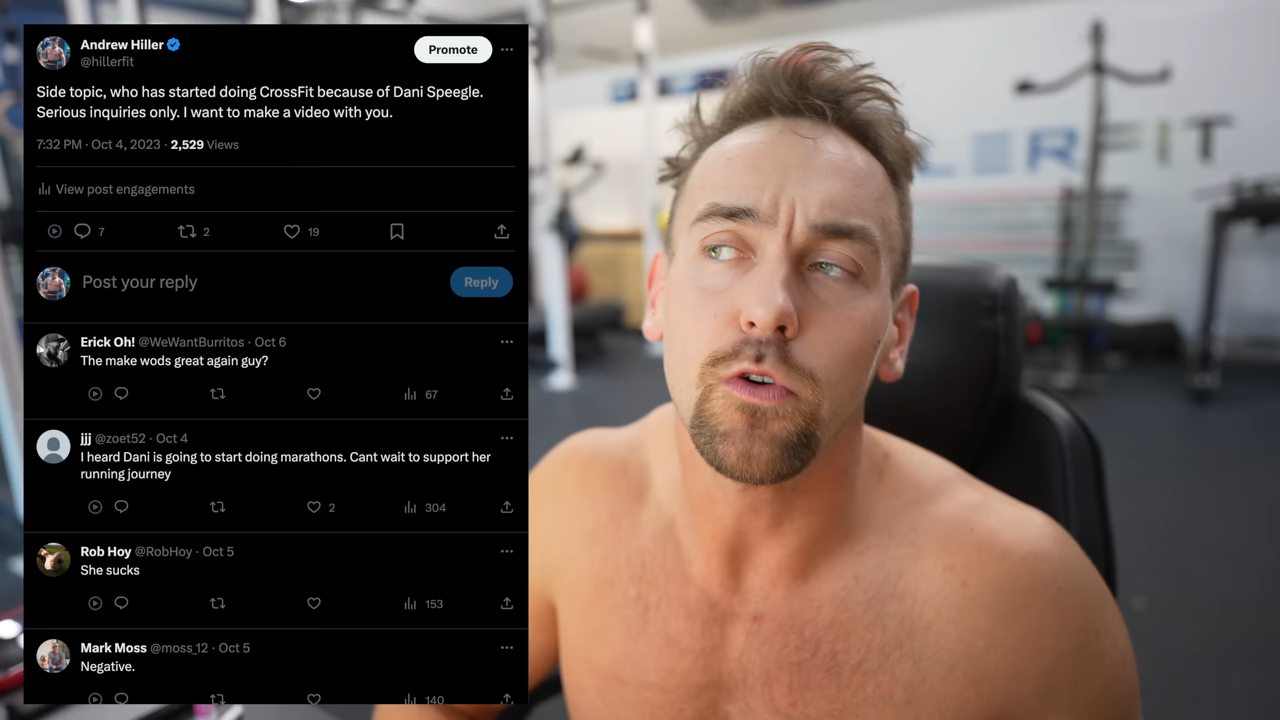 Andrew Hiller
@hillerfit
Promote
Side topic, who has started doing CrossFit because of Dani Speegle.
Serious inquiries only. I want to make a video with you.
7:32 PM · Oct 4, 2023 · 2,529 Views
View post engagements
7 2 19
Post your reply
Reply
Erick Oh! @WeWantBurritos · Oct 6
The make wods great again guy?
67
jjj @zoet52 · Oct 4
I heard Dani is going to start doing marathons. Cant wait to support her
running journey
2 304
Rob Hoy @RobHoy · Oct 5
She sucks
153
Mark Moss @moss_12 · Oct 5
Negative.
140
LER FIT